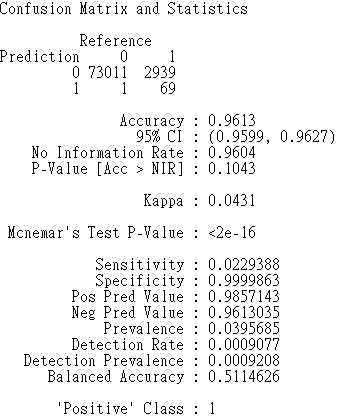 Confusion Matrix and Statistics
Reference
Prediction 0 1
0 73011 2939
1 1 69
Accuracy : 0.9613
95% CI : (0.9599, 0.9627)
No Information Rate : 0.9604
P-Value [Acc > NIR] : 0.1043
Kappa : 0.0431
Mcnemar's Test P-Value : <2e-16
Sensitivity : 0.0229388
Specificity : 0.9999863
Pos Pred Value : 0.9857143
Neg Pred Value : 0.9613035
Prevalence : 0.0395685
Detection Rate : 0.0009077
Detection Prevalence : 0.0009208
Balanced Accuracy : 0.5114626
'Positive' Class : 1